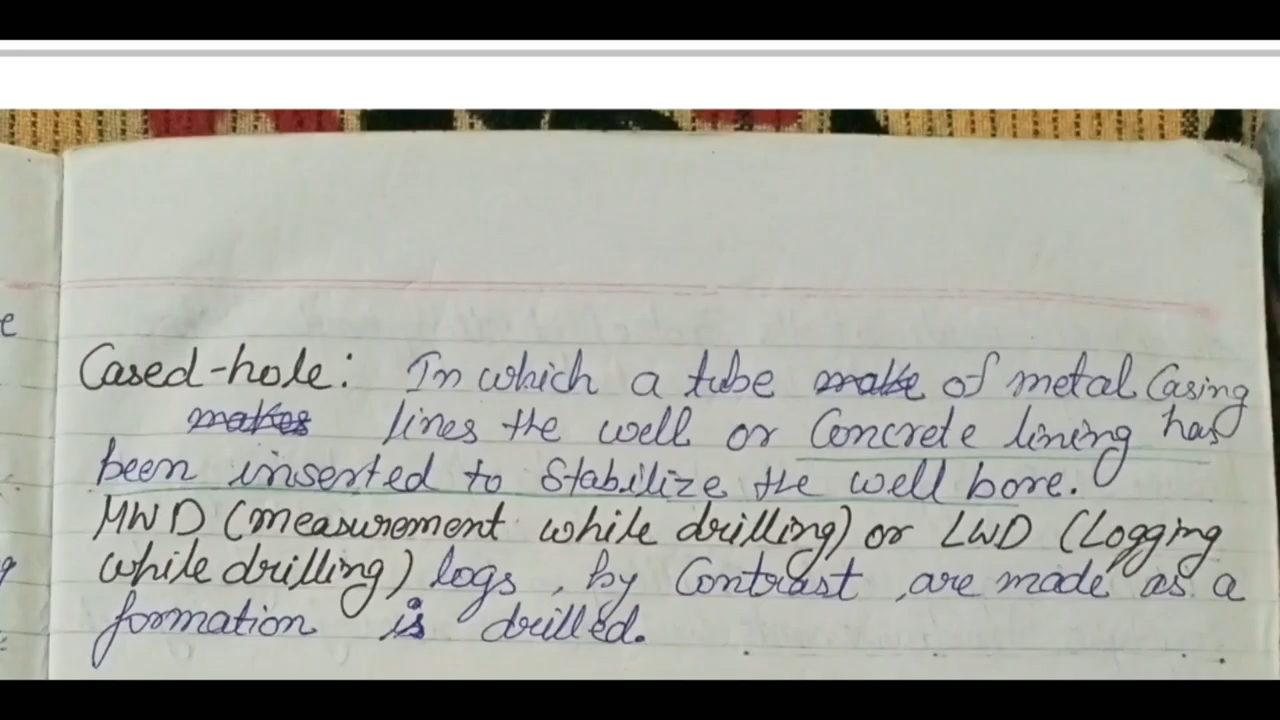 Cased-hole: In which a tube make of metal Casing
makes lines the well or Concrete lining has
been inserted to Stabilize the well bore.
MWD (measurement while drilling) or LWD (Logging
while drilling) logs, by Contrast, are made as a
formation is drilled.